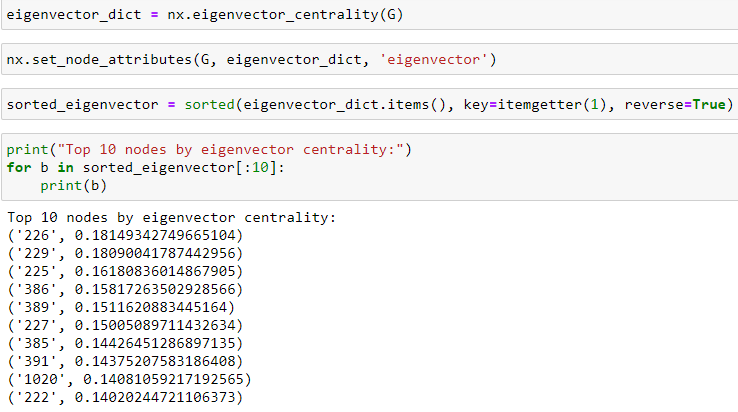 eigenvector_dict = nx.eigenvector_centrality(G)
nx.set_node_attributes(G, eigenvector_dict, 'eigenvector')
sorted_eigenvector = sorted(eigenvector_dict.items(), key=itemgetter(1), reverse=True)
print("Top 10 nodes by eigenvector centrality:")
for b in sorted_eigenvector[:10]:
    print(b)
Top 10 nodes by eigenvector centrality:
('226', 0.18149342749665104)
('229', 0.18090041787442956)
('225', 0.16180836014867905)
('386', 0.15817263502928566)
('389', 0.1511620883445164)
('227', 0.15005089711432634)
('385', 0.14426451286897135)
('391', 0.14375207583186408)
('1020', 0.14081059217192565)
('222', 0.14020244721106373)